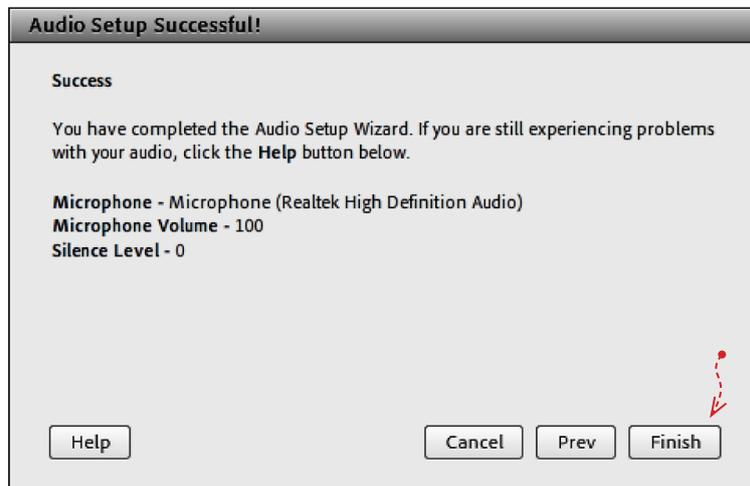 Audio Setup Successful!
Success
You have completed the Audio Setup Wizard. If you are still experiencing problems
with your audio, click the Help button below.
Microphone - Microphone (Realtek High Definition Audio)
Microphone Volume - 100
Silence Level - 0
Help Cancel Prev Finish